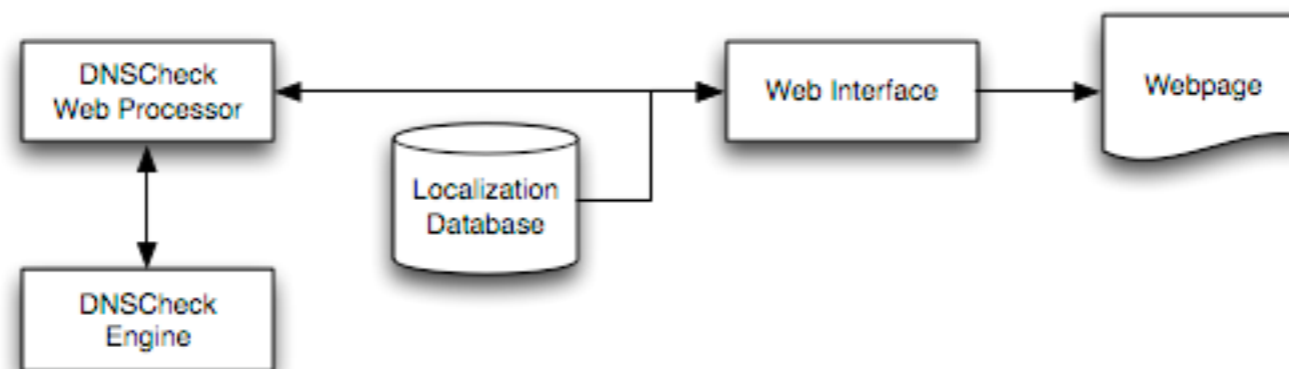 DNSCheck
Web Processor
Web Interface
Webpage
Localization
Database
DNSCheck
Engine